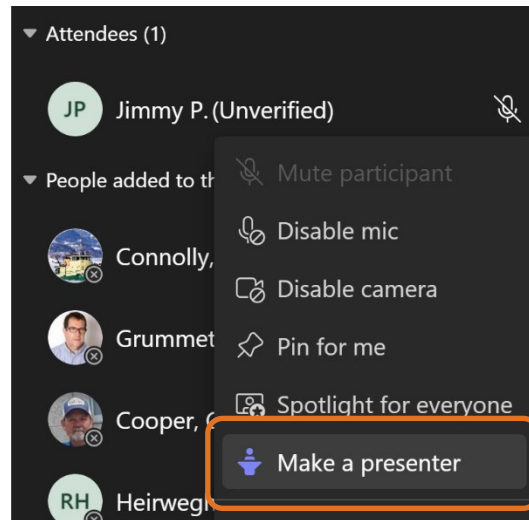 Attendees (1)
JP Jimmy P. (Unverified)
Mute participant
People added to th
Disable mic
Connolly,
Disable camera
Grummet
Pin for me
Spotlight for everyone
Cooper,
Make a presenter
RH Heirweg